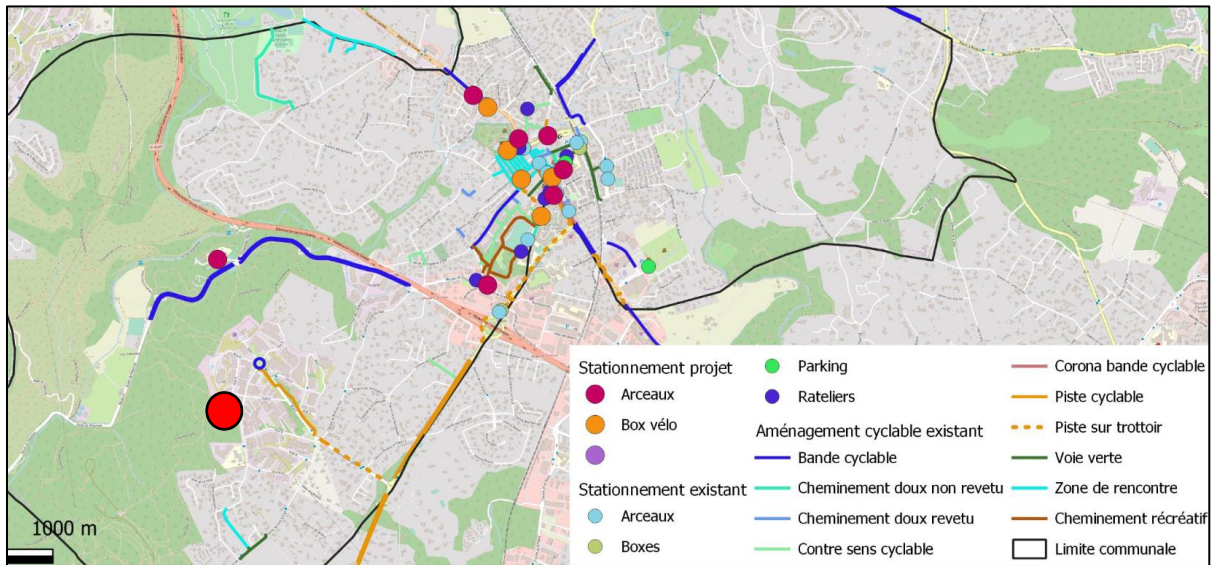 1000 m
Stationnement projet
Arceaux
Box vélo
Stationnement existant
Arceaux
Boxes
Parking
Rateliers
Aménagement cyclable existant
Bande cyclable
Cheminement doux non revetu
Cheminement doux revetu
Contre sens cyclable
Corona bande cyclable
Piste cyclable
Piste sur trottoir
Voie verte
Zone de rencontre
Cheminement récréatif
Limite communale